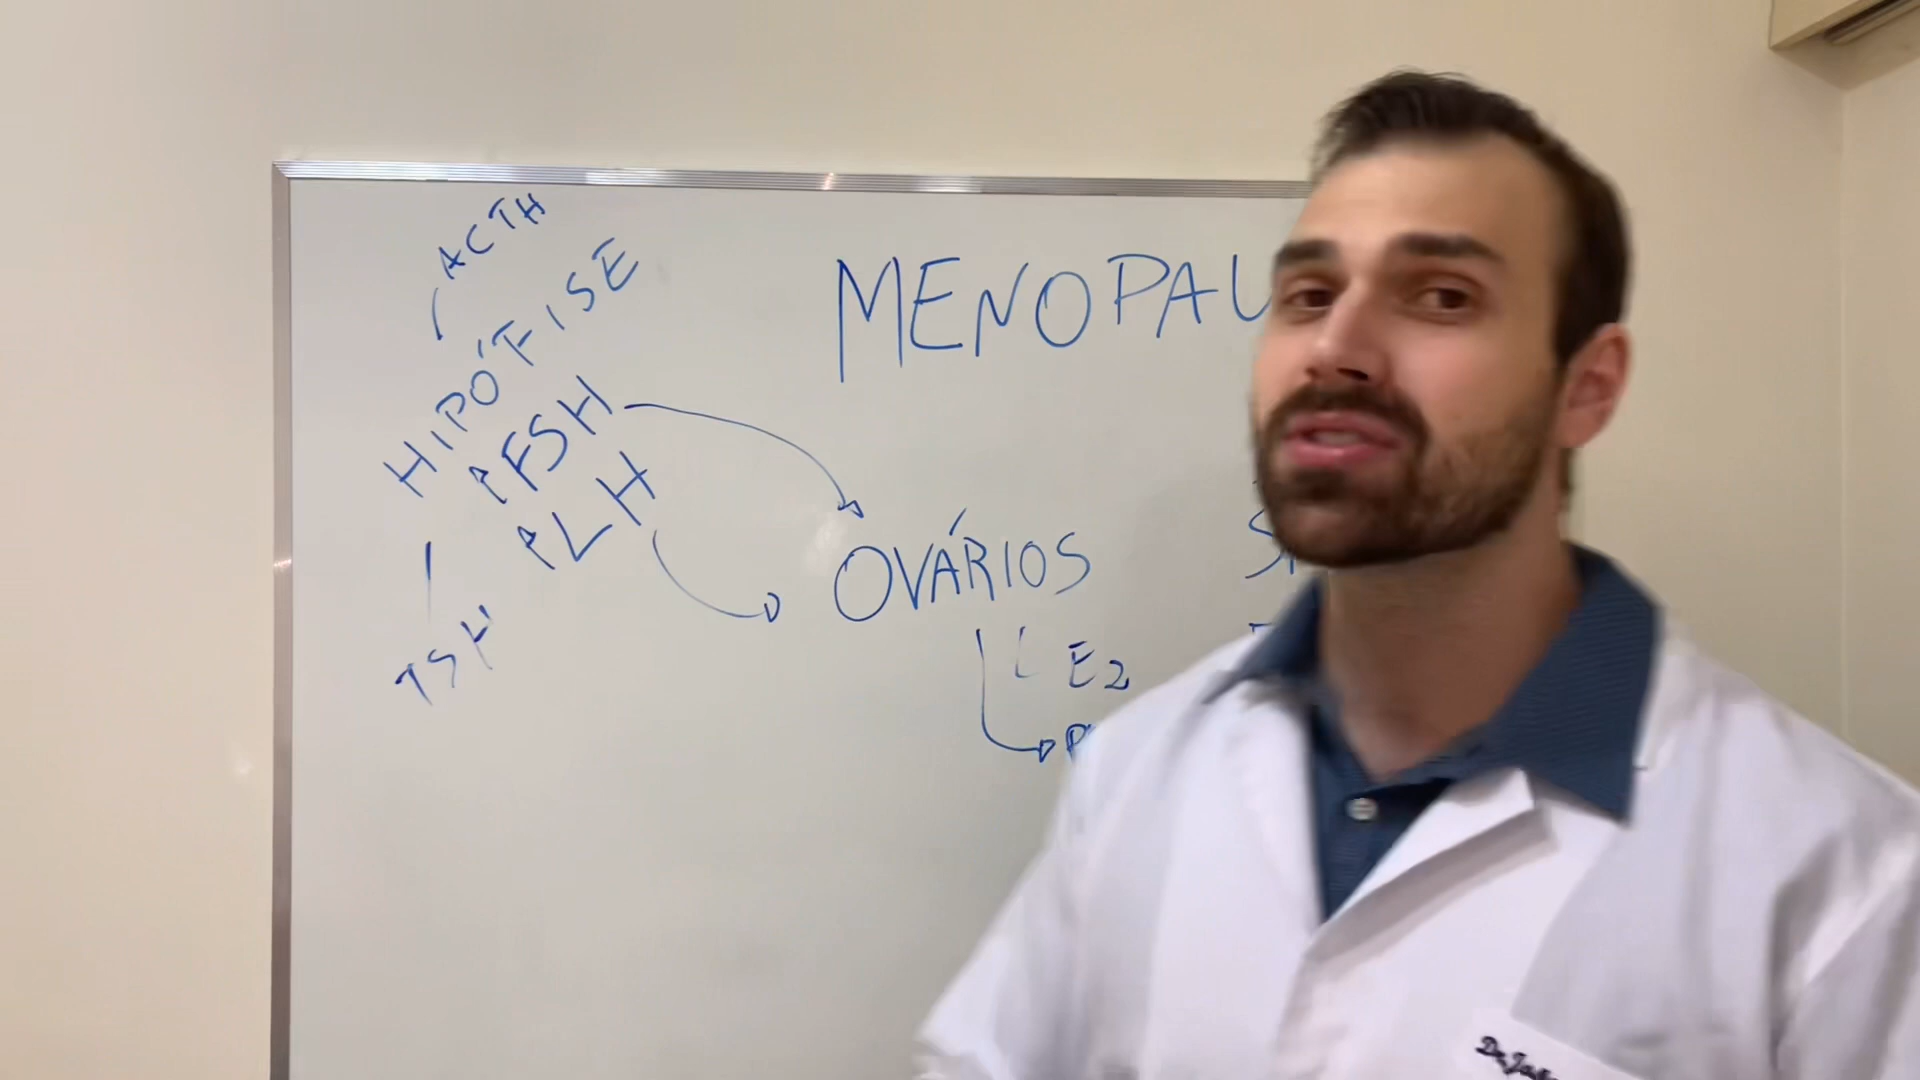 ACTH
HIPÓFISE
↑FSH
↑LH
TSH
MENOPAU
OVÁRIOS
E2